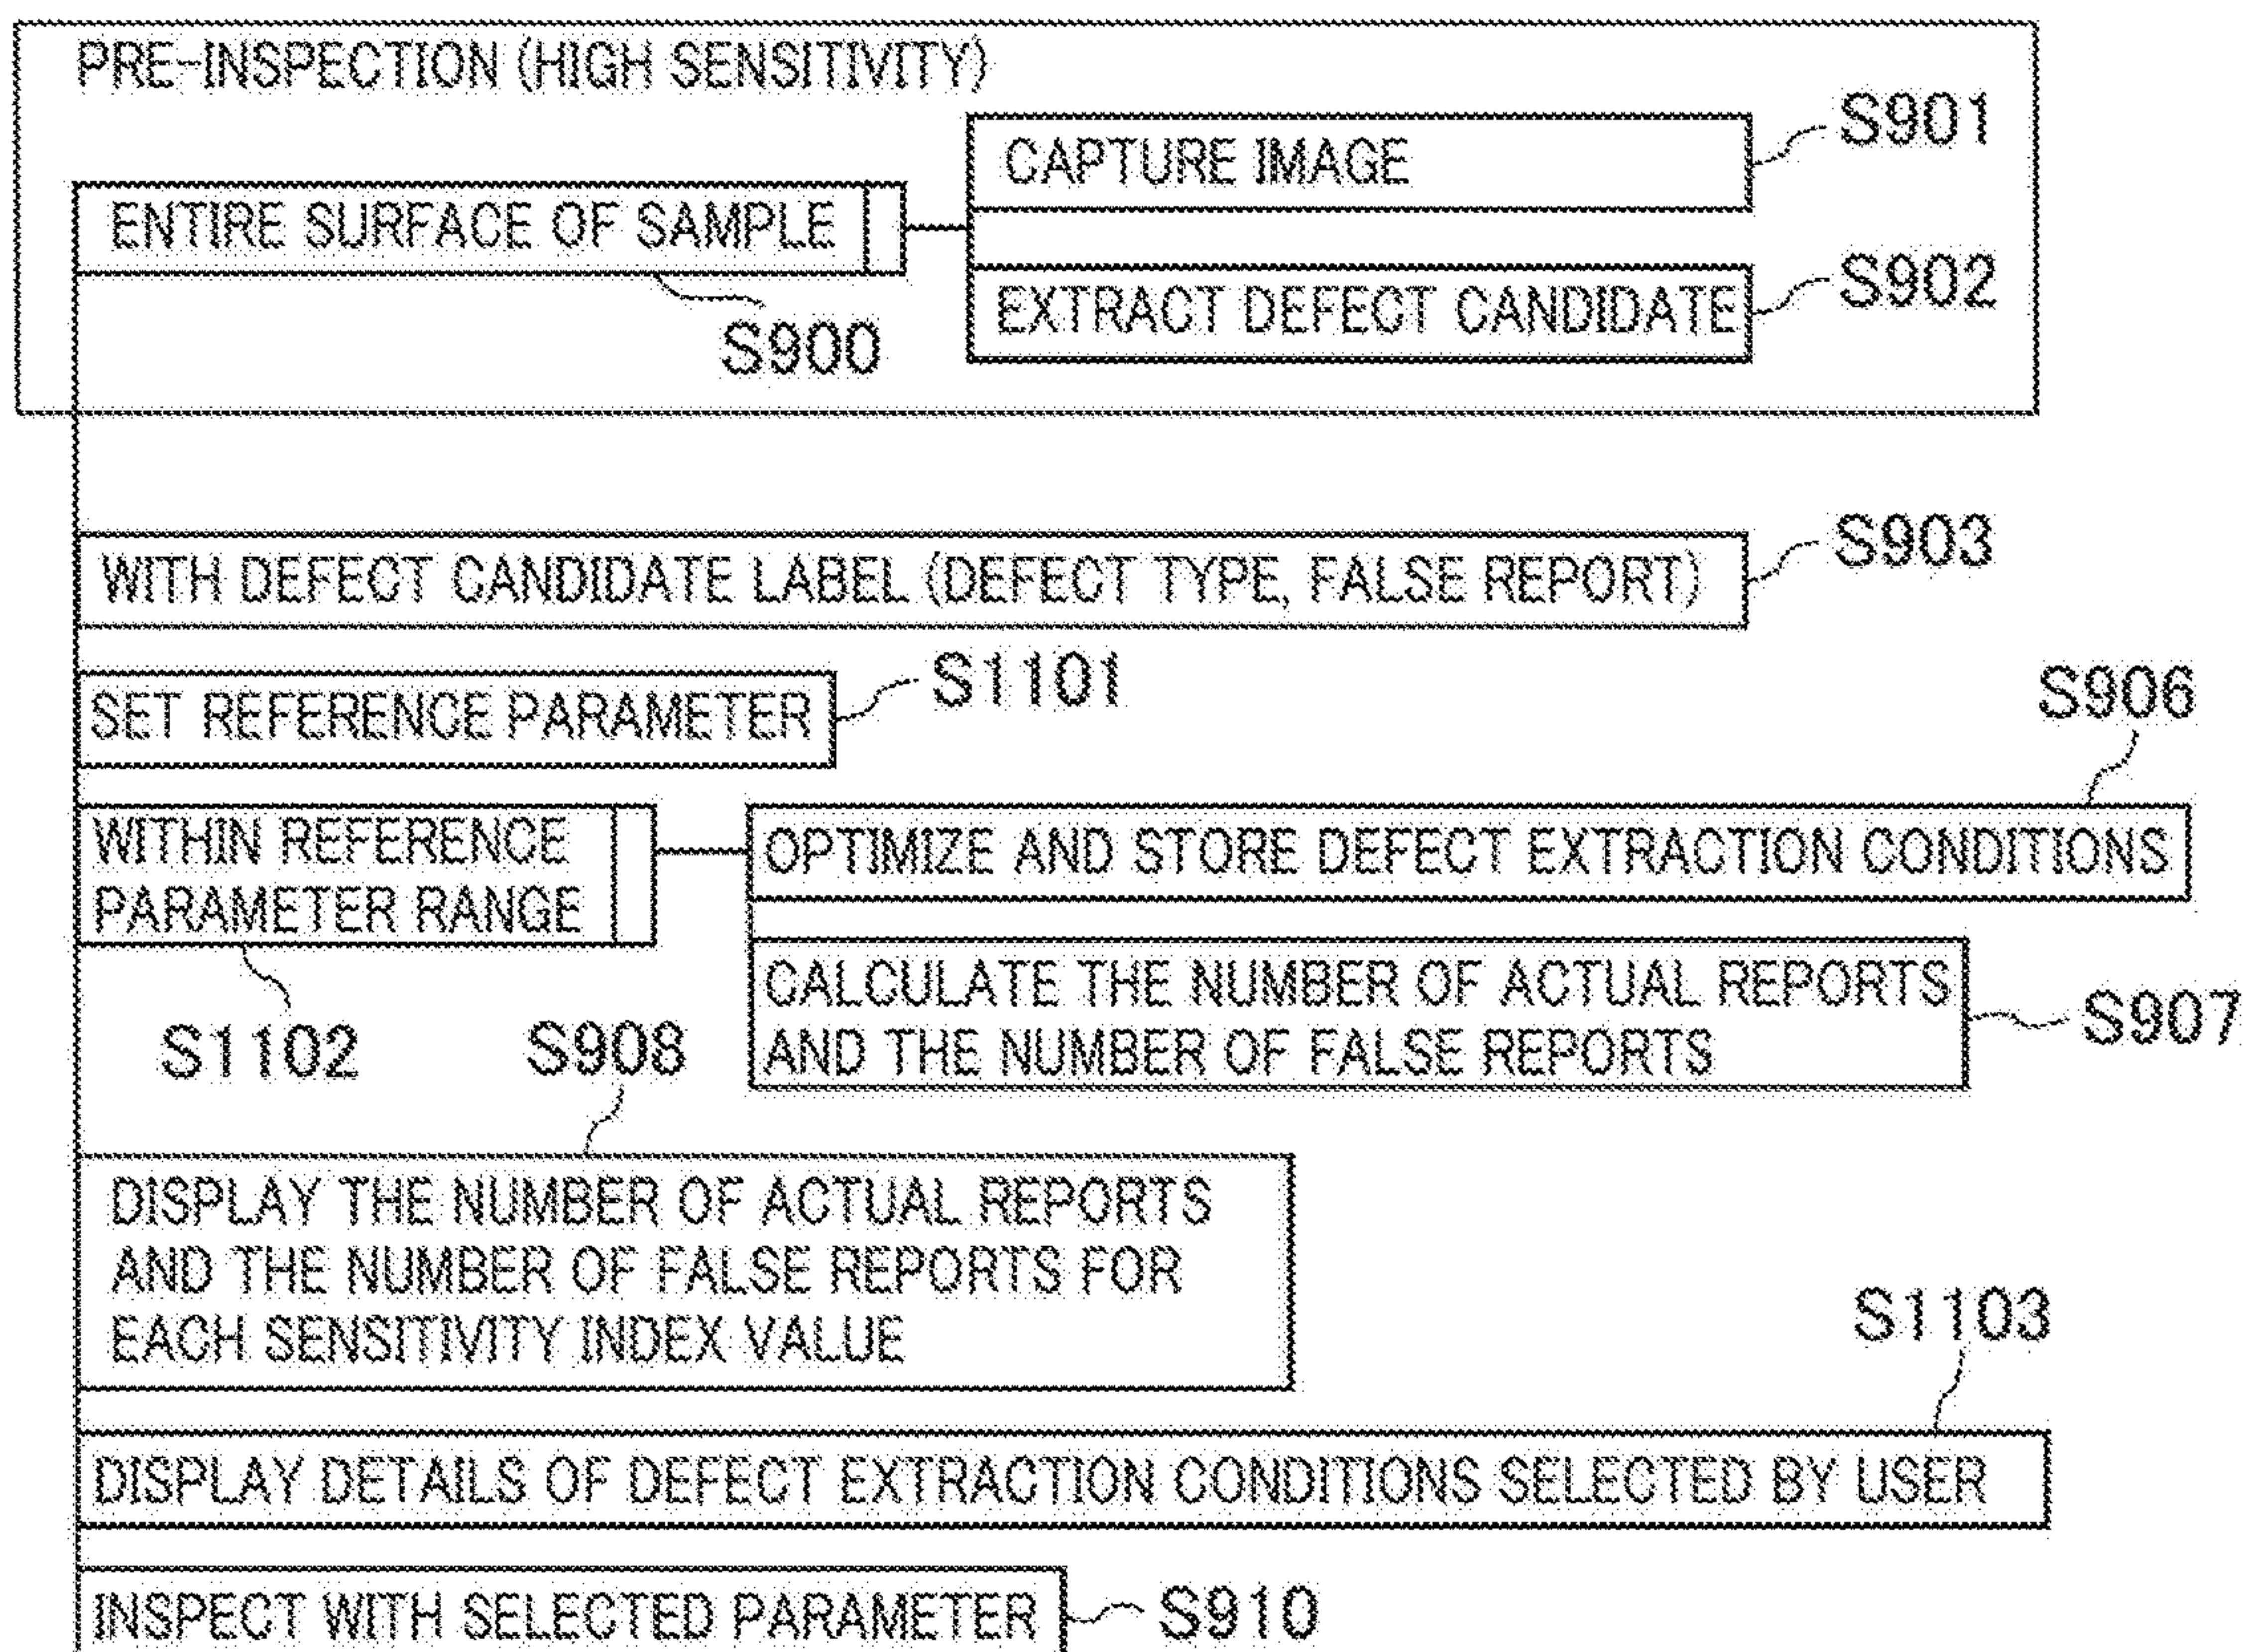 PRE-INSPECTION (HIGH SENSITIVITY)
CAPTURE IMAGE
S901
ENTIRE SURFACE OF SAMPLE
S900
EXTRACT DEFECT CANDIDATE
S902
WITH DEFECT CANDIDATE LABEL (DEFECT TYPE, FALSE REPORT)
S903
SET REFERENCE PARAMETER
S1101
S906
WITHIN REFERENCE
PARAMETER RANGE
S1102
OPTIMIZE AND STORE DEFECT EXTRACTION CONDITIONS
CALCULATE THE NUMBER OF ACTUAL REPORTS
AND THE NUMBER OF FALSE REPORTS
S907
S908
DISPLAY THE NUMBER OF ACTUAL REPORTS
AND THE NUMBER OF FALSE REPORTS FOR
EACH SENSITIVITY INDEX VALUE
S1103
DISPLAY DETAILS OF DEFECT EXTRACTION CONDITIONS SELECTED BY USER
INSPECT WITH SELECTED PARAMETER
S910